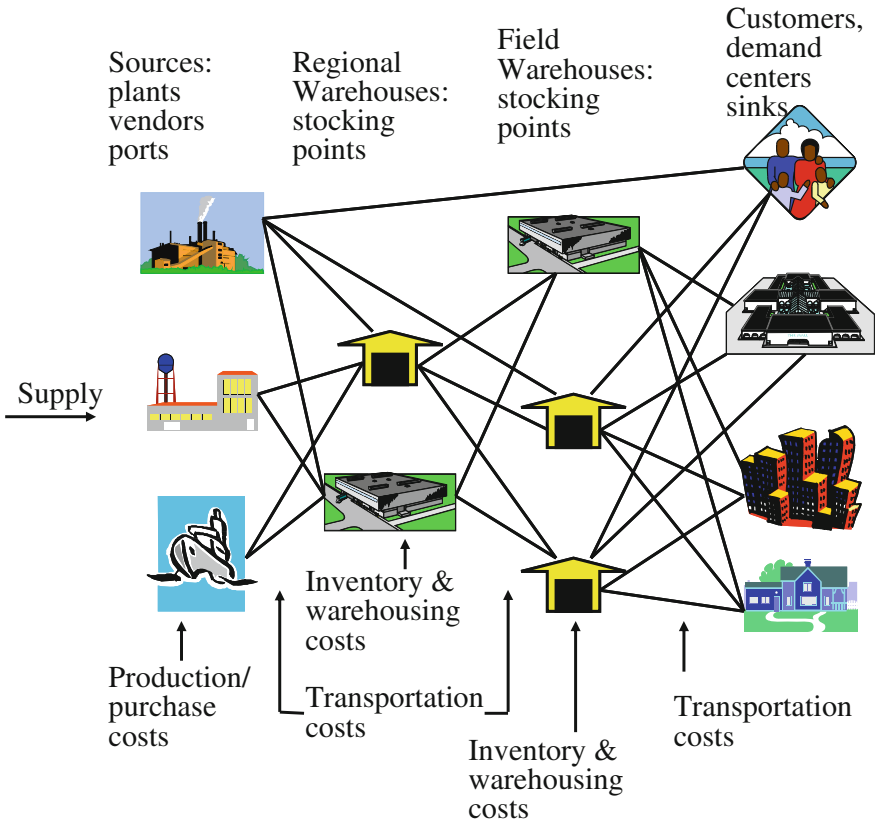 Sources:
plants
vendors
ports
Regional
Warehouses:
stocking
points
Field
Warehouses:
stocking
points
Customers,
demand
centers
sinks
Supply
Inventory &
warehousing
costs
Production/
purchase
costs
Transportation
costs
Inventory &
warehousing
costs
Transportation
costs